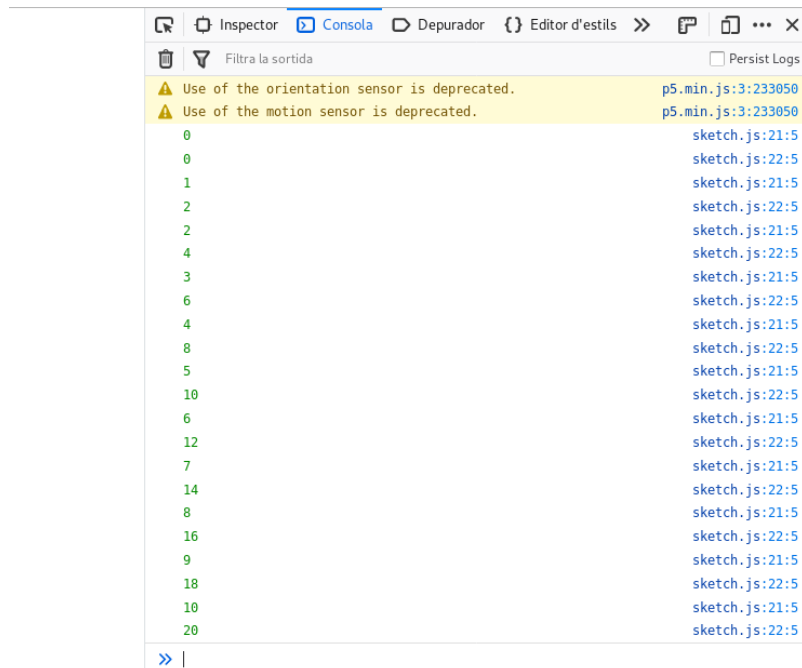 Inspector Consola Depurador {} Editor d'estils
Filtra la sortida Persist Logs
Use of the orientation sensor is deprecated. p5.min.js:3:233050
Use of the motion sensor is deprecated. p5.min.js:3:233050
0 sketch.js:21:5
0 sketch.js:22:5
1 sketch.js:21:5
2 sketch.js:22:5
2 sketch.js:21:5
4 sketch.js:22:5
3 sketch.js:21:5
6 sketch.js:22:5
4 sketch.js:21:5
8 sketch.js:22:5
5 sketch.js:21:5
10 sketch.js:22:5
6 sketch.js:21:5
12 sketch.js:22:5
7 sketch.js:21:5
14 sketch.js:22:5
8 sketch.js:21:5
16 sketch.js:22:5
9 sketch.js:21:5
18 sketch.js:22:5
10 sketch.js:21:5
20 sketch.js:22:5